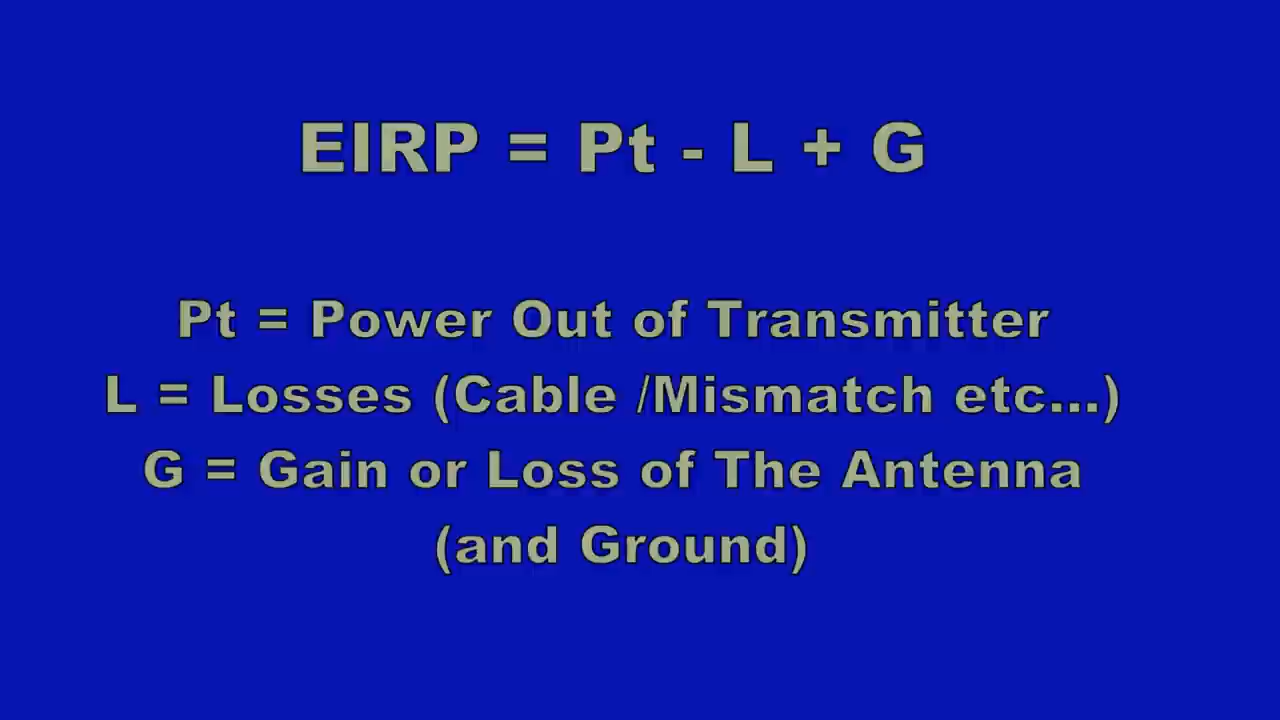 EIRP = Pt - L + G
Pt = Power Out of Transmitter
L = Losses (Cable /Mismatch etc...)
G = Gain or Loss of The Antenna
(and Ground)